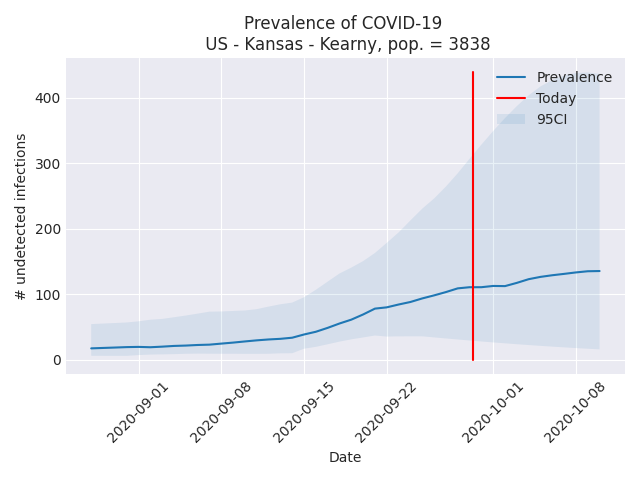 Prevalence of COVID-19
US - Kansas - Kearny, pop. = 3838
Prevalence
Today
95CI
# undetected infections
400
300
200
100
0
2020-09-01
2020-09-08
2020-09-15
2020-09-22
2020-10-01
2020-10-08
Date